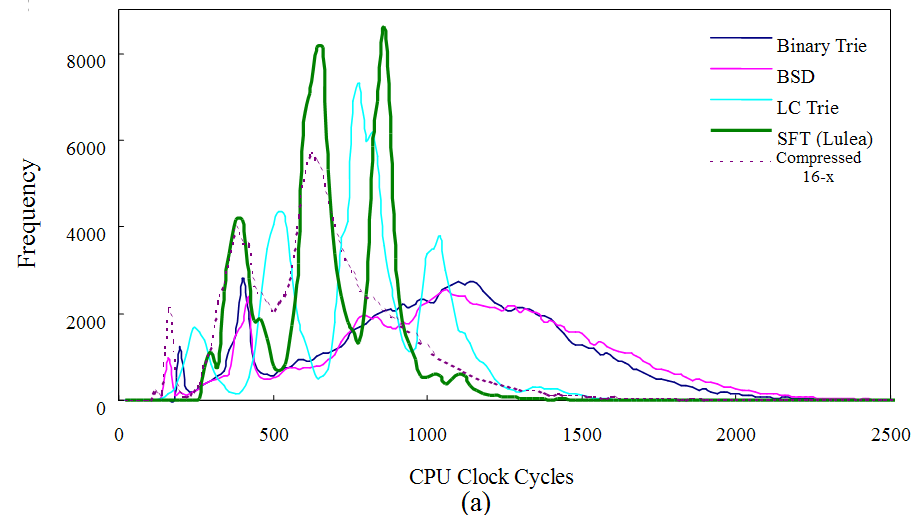 Binary Trie
BSD
LC Trie
SFT (Lulea)
Compressed
16-x
Frequency
8000
6000
4000
2000
0
0 500 1000 1500 2000 2500
CPU Clock Cycles
(a)